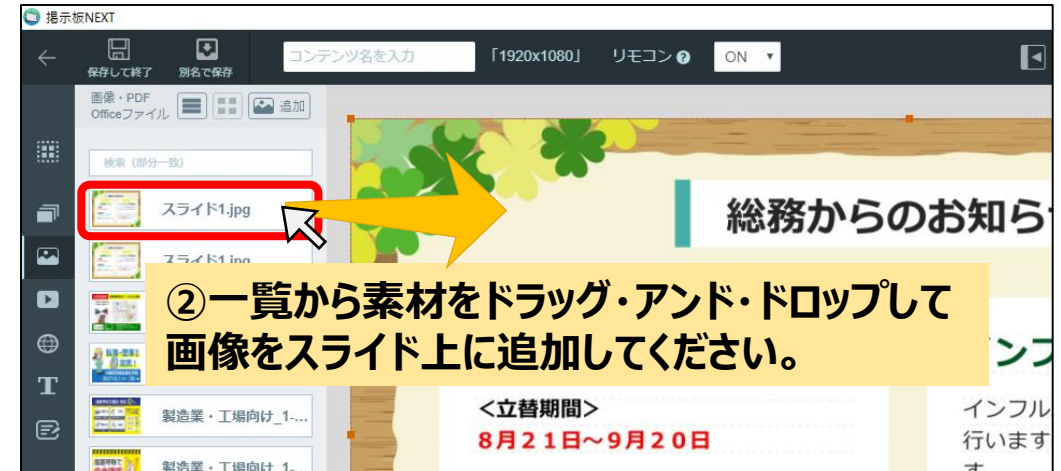 掲示板NEXT
保存して終了
別名で保存
コンテンツ名を入力
「1920x1080」
リモコン
ON
画像・PDF
Officeファイル
追加
検索（部分一致）
スライド1.jpg
スライド1.jpg
②一覧から素材をドラッグ・アンド・ドロップして
画像をスライド上に追加してください。
製造業・工場向け_1-...
製造業・工場向け_1-...
総務からのお知ら
<立替期間>
8月21日～9月20日
ンフ
インフル
行います
す